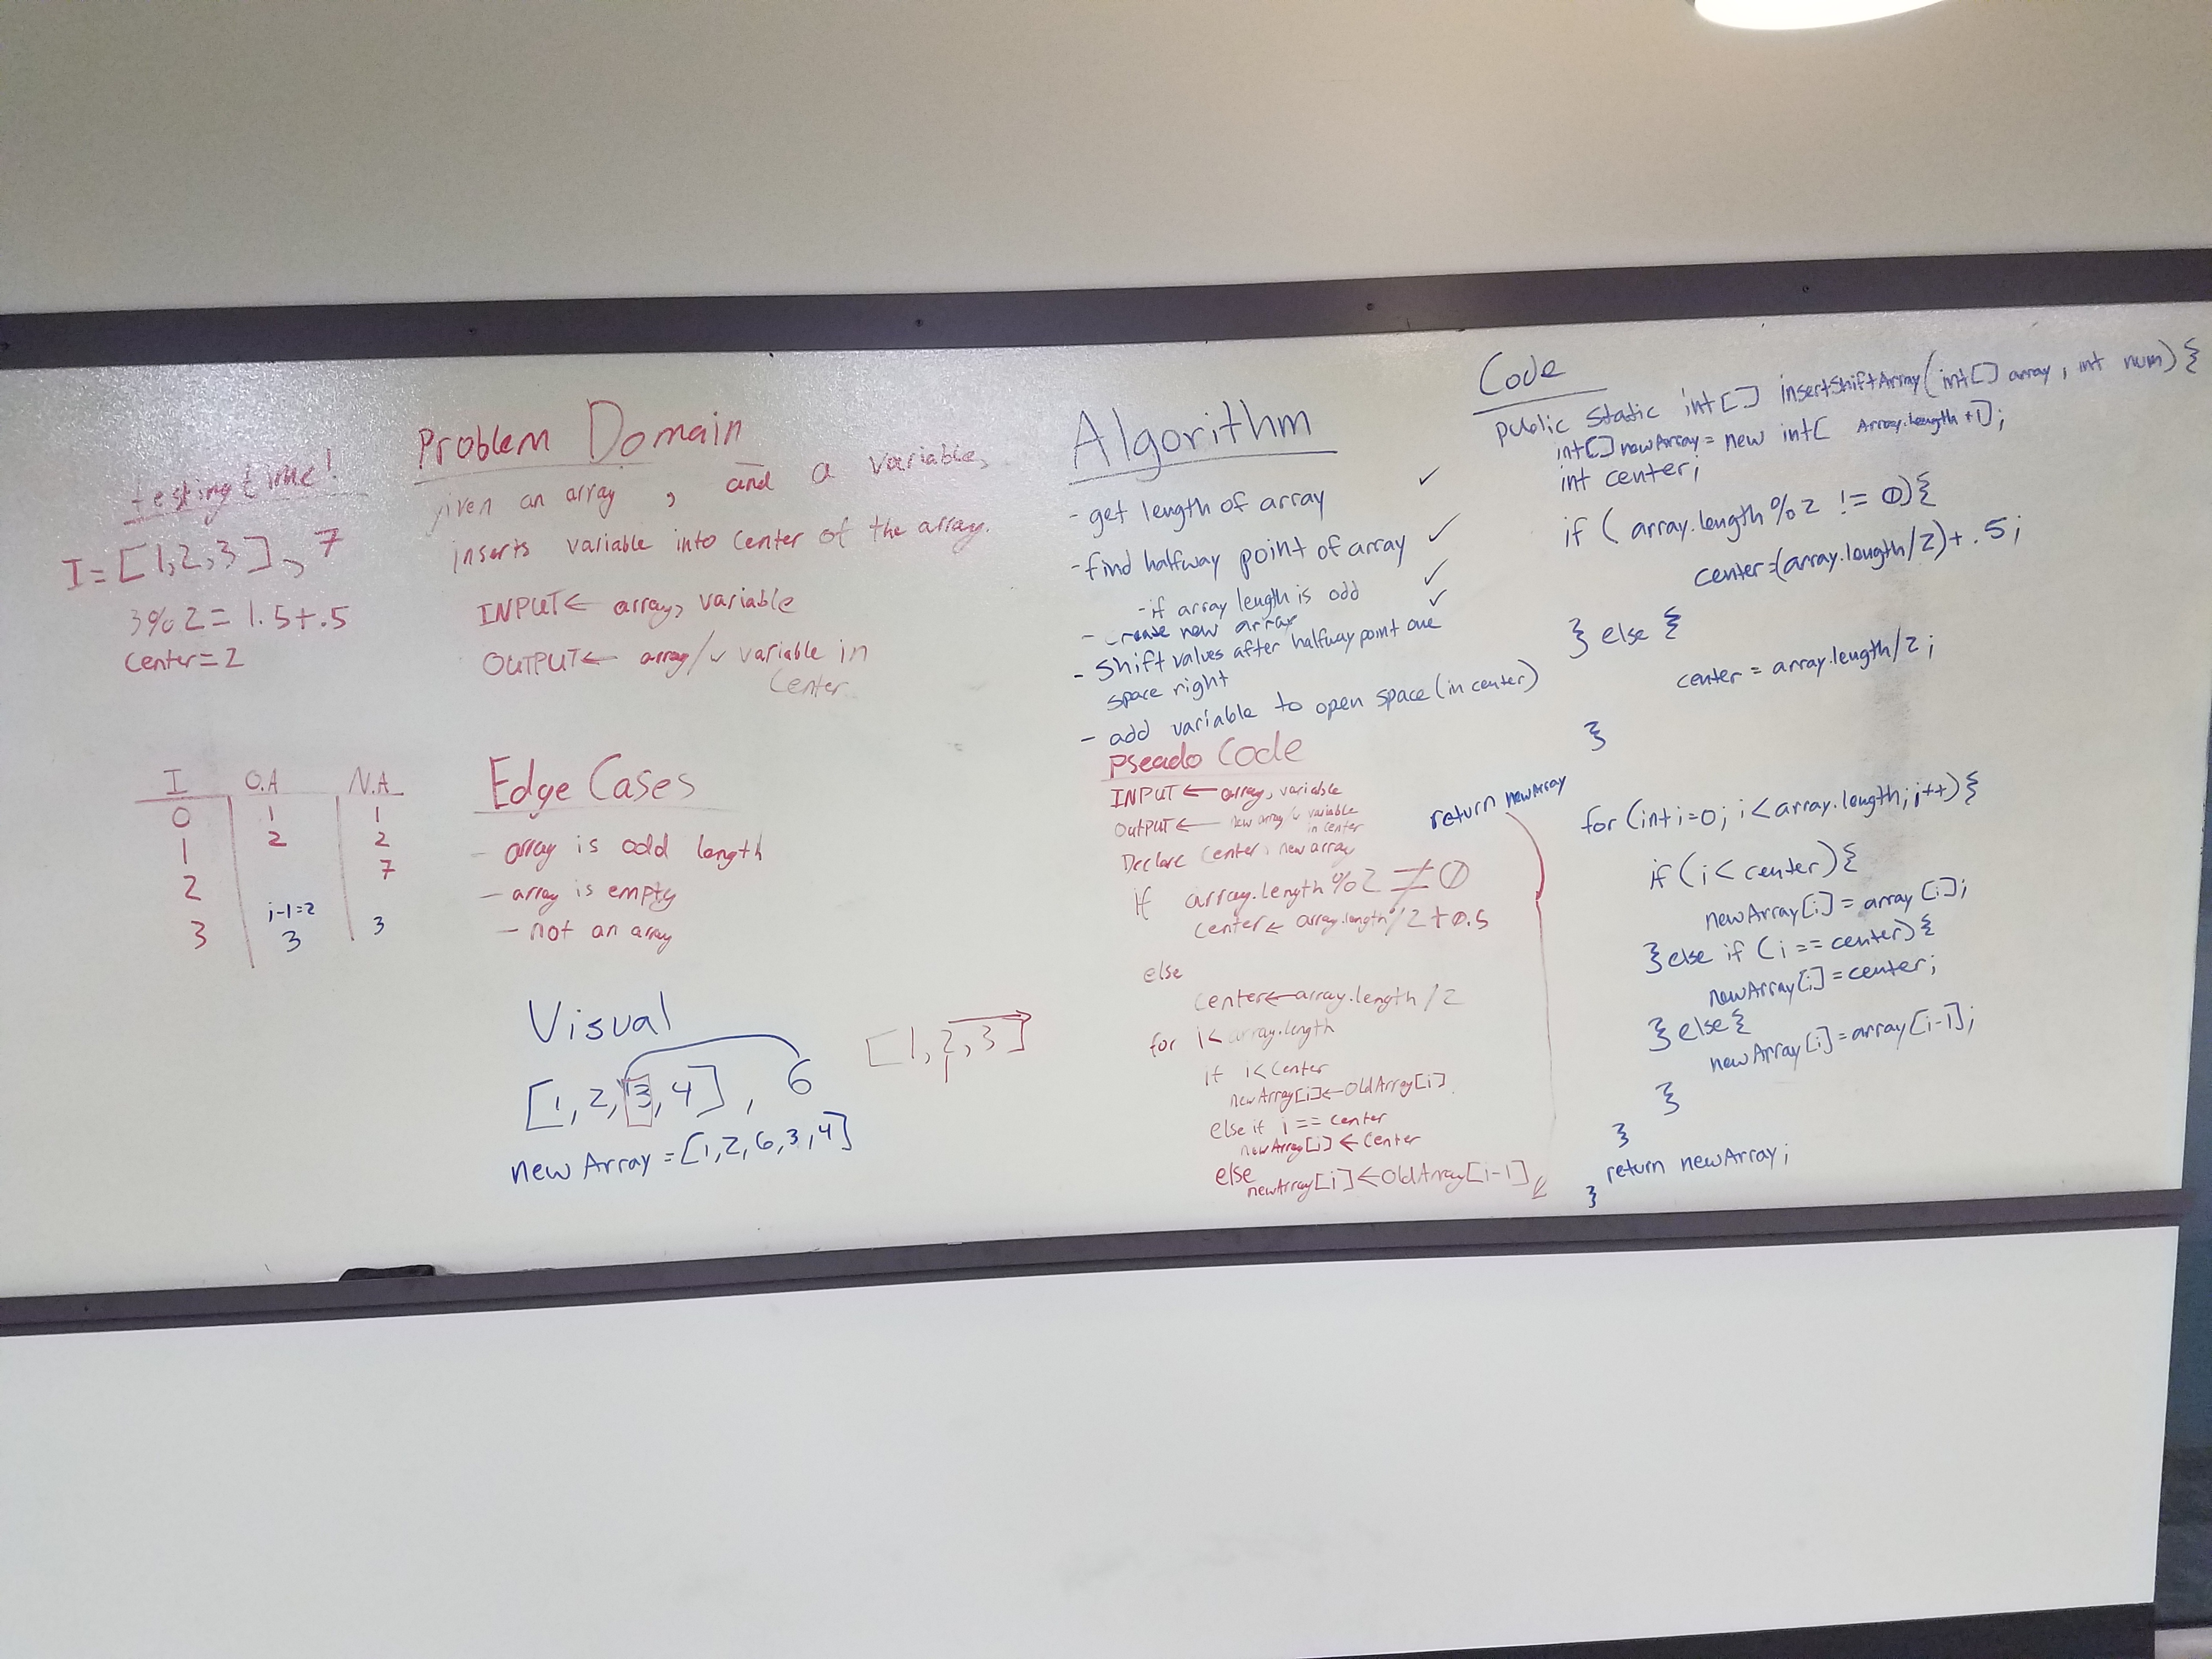 testing time!
I=[1,2,3], 7
3%2=1.5+.5
center=2
I O.A N.A
0 1 1
1 2 2
2 7
i-1=2
3 3 3
Problem Domain
given an array, and a variable,
inserts variable into center of the array.
INPUT← array, variable
OUTPUT← array/w variable in
center
Edge Cases
- array is odd length
- array is empty
- not an array
Visual
[1,2,3,4], 6
newArray=[1,2,6,3,4]
[1,2,3]
Algorithm
-get length of array ✓
-find halfway point of array ✓
-if array length is odd ✓
- create new array ✓
- shift values after halfway point one
space right
- add variable to open space (in center)
Pseado Code
INPUT← array, variable
OutPUT← new array w variable
in center
Declare center, new array
if array.length%2≠0
center← array.length/2+0.5
else
center←array.length/2
for i<array.length
if i<center
newArray[i]←OldArray[i]
else if i==center
newArray[i]←Center
else
newArray[i]←OldArray[i-1]
return newArray
Code
public static int[] insertShiftArray(int[] array, int num){
int[] newArray= new int[ Array.length+1];
int center;
if ( array.length%2 != 0){
center=(array.length/2)+.5;
} else {
center = array.length/2;
}
for (int i=0; i<array.length; i++){
if (i<center){
newArray[i]=array[i];
}else if (i==center){
newArray[i]=center;
}else{
newArray[i]=array[i-1];
}
}
return newArray;
}